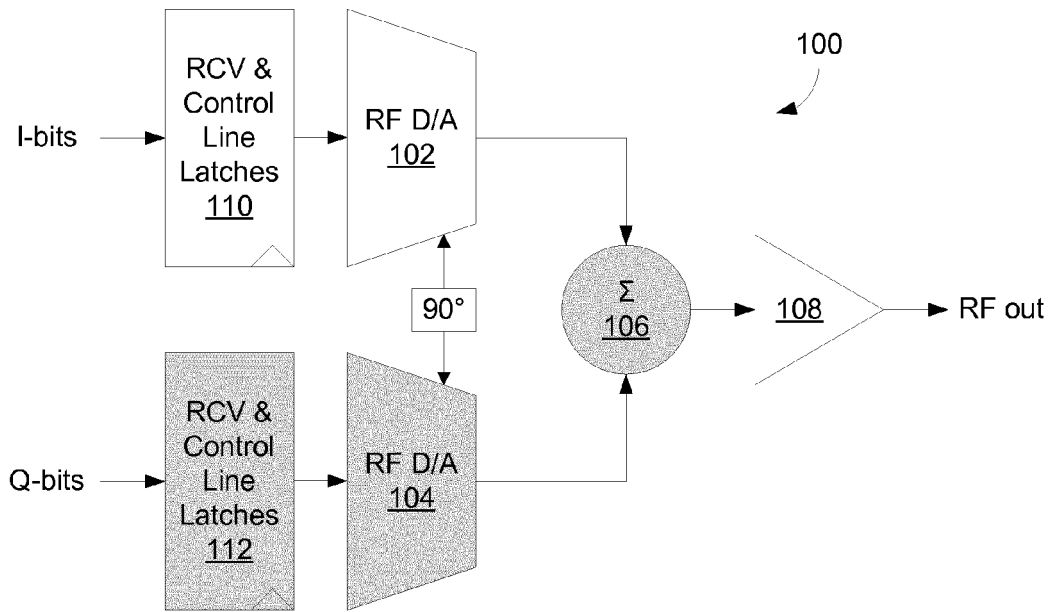 100
I-bits
RCV &
Control
Line
Latches
110
RF D/A
102
90°
Σ
106
108
RF out
Q-bits
RCV &
Control
Line
Latches
112
RF D/A
104